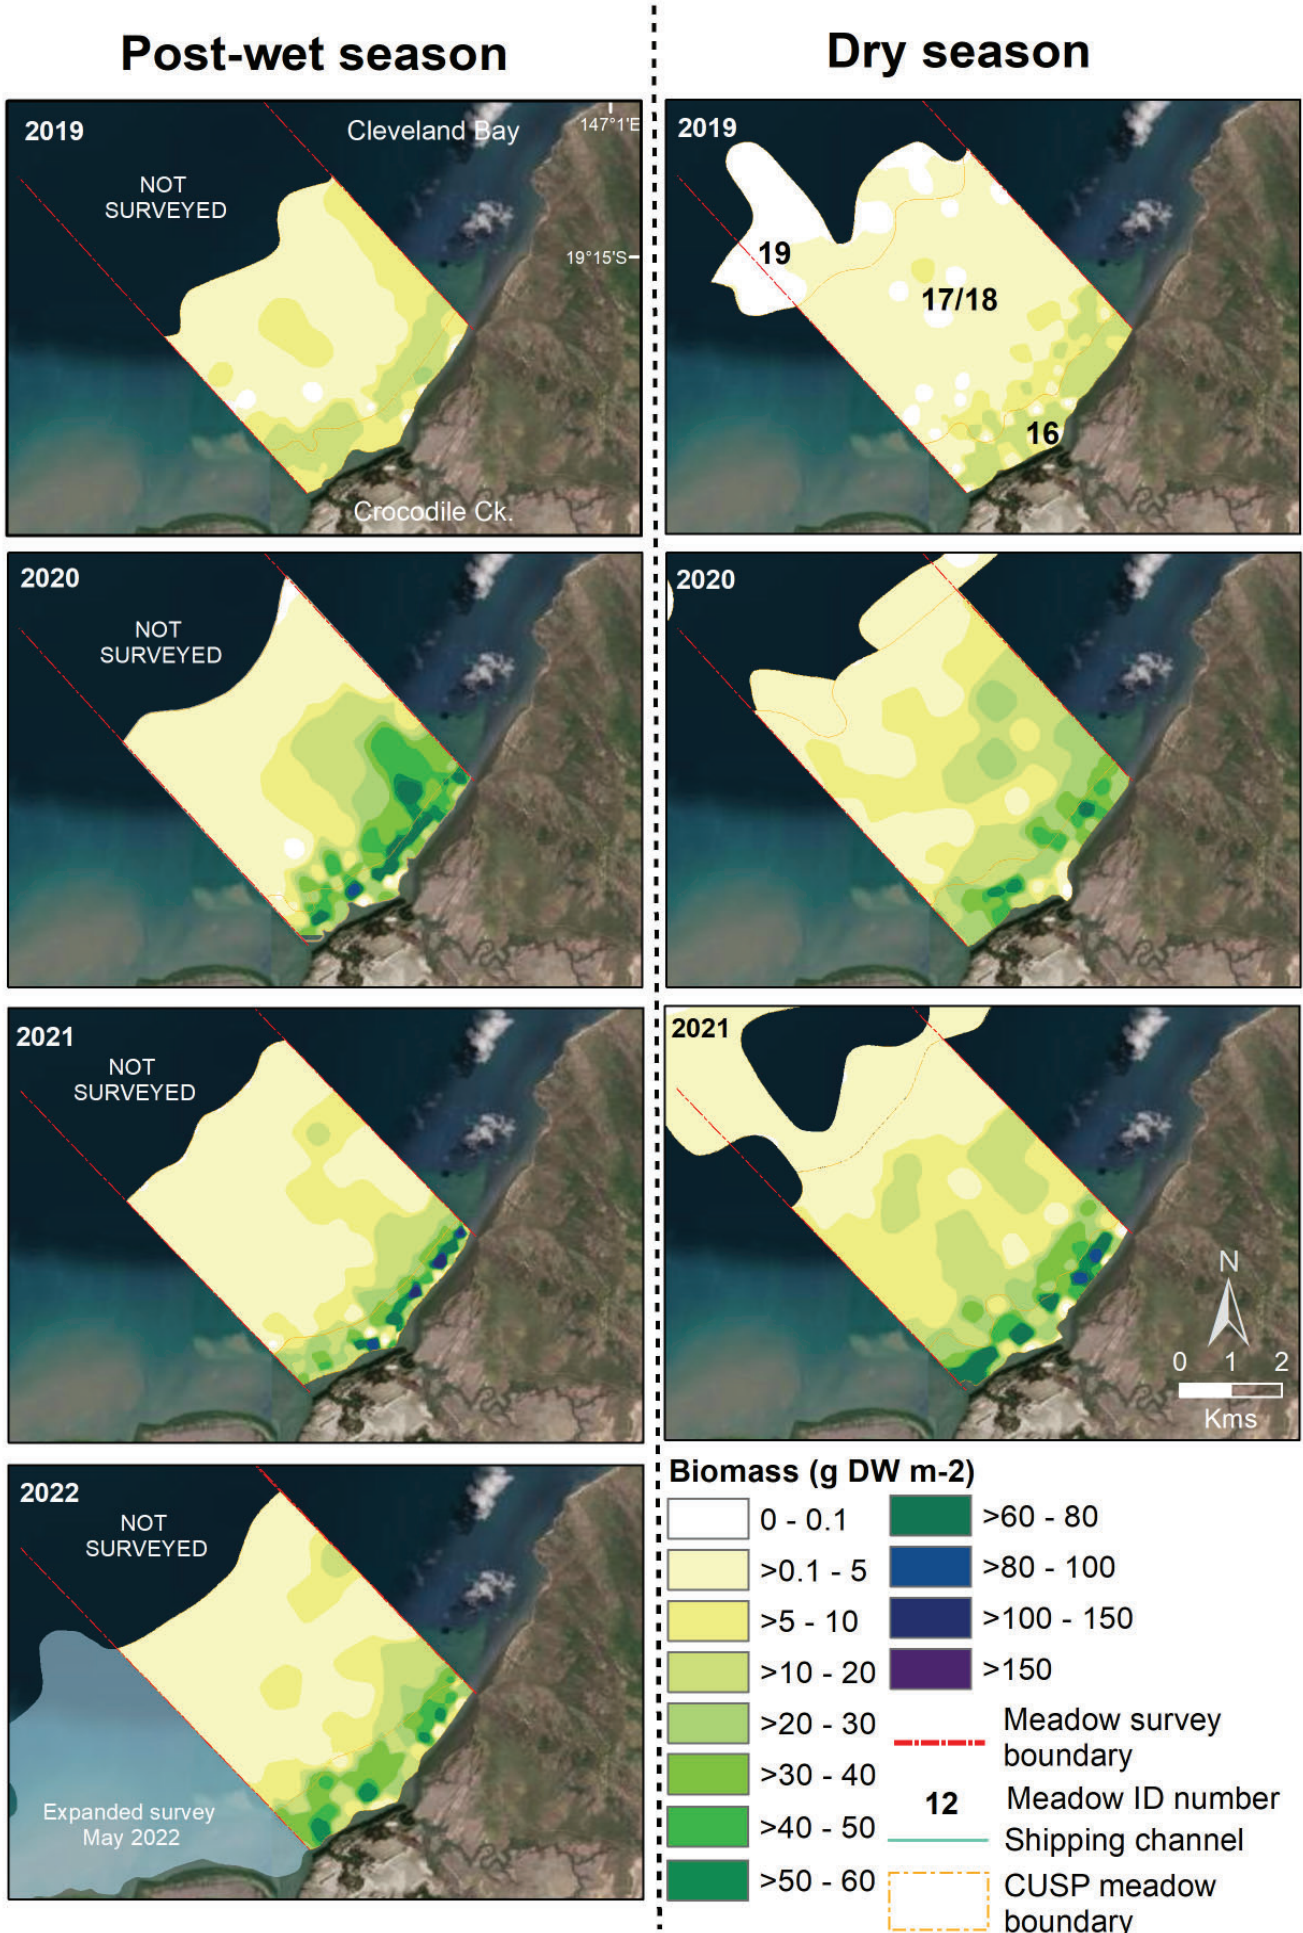 Post-wet season
Dry season
2019
Cleveland Bay
147°1'E
NOT
SURVEYED
19°15'S
Crocodile Ck.
2019
19
17/18
16
2020
NOT
SURVEYED
2020
2021
NOT
SURVEYED
2021
N
0 1 2
Kms
2022
NOT
SURVEYED
Expanded survey
May 2022
Biomass (g DW m-2)
0 - 0.1
>0.1 - 5
>5 - 10
>10 - 20
>20 - 30
>30 - 40
>40 - 50
>50 - 60
>60 - 80
>80 - 100
>100 - 150
>150
Meadow survey
boundary
12 Meadow ID number
Shipping channel
CUSP meadow
boundary